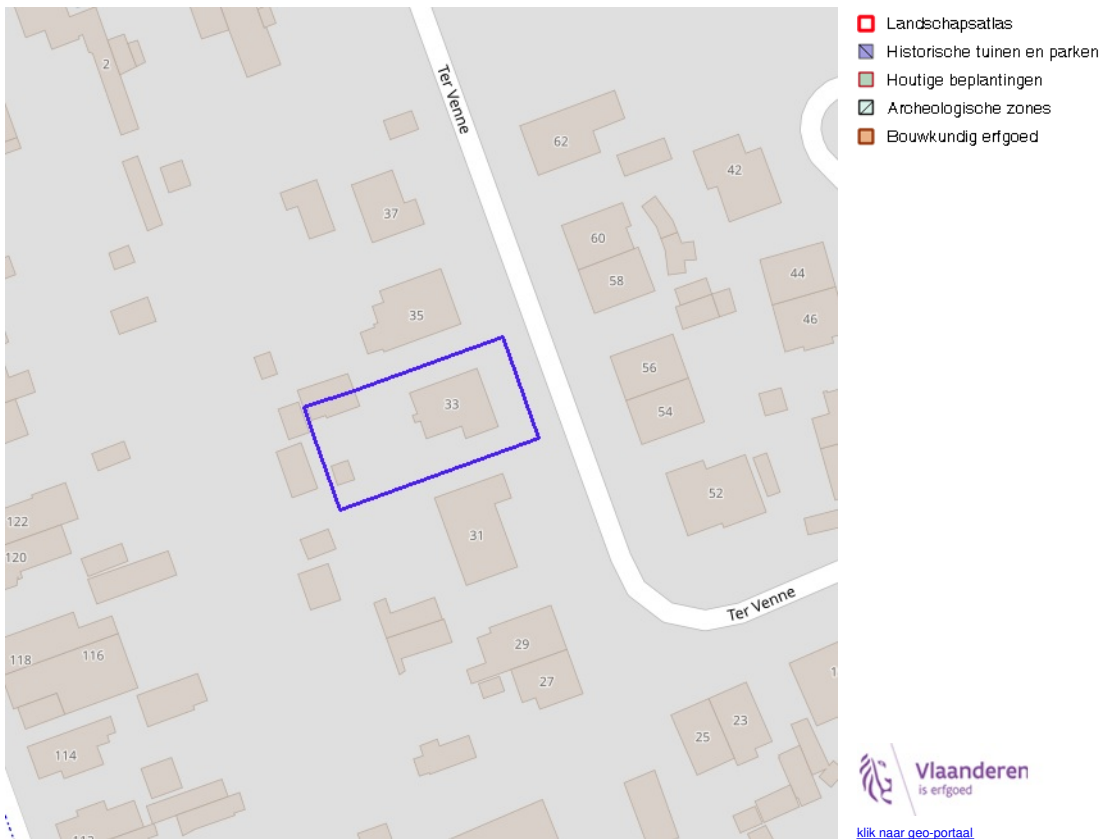 Landschapsatlas
Historische tuinen en parken
Houtige beplantingen
Archeologische zones
Bouwkundig erfgoed
2
Ter Venne
62
42
37
60
58
44
46
35
56
54
33
52
31
122
120
Ter Venne
29
27
118
116
25
23
114
Vlaanderen
is erfgoed
klik naar geo-portaal